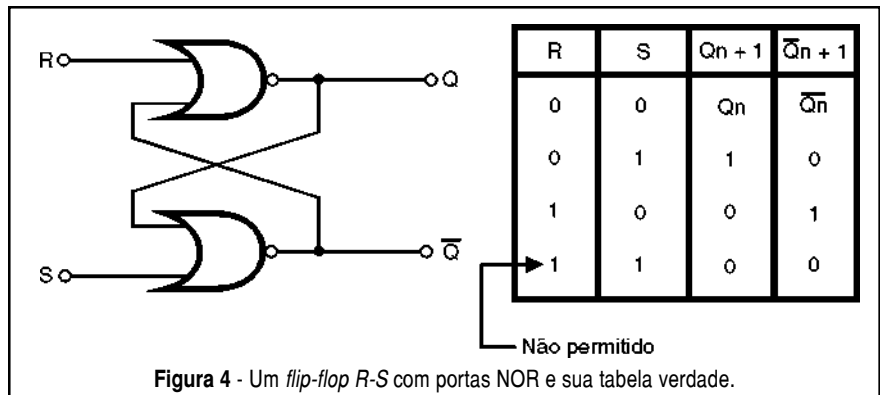 R
Q
Q̅
S
R S Qn + 1 Q̅n + 1
0 0 Qn Q̅n̅
0 1 1 0
1 0 0 1
1 1 0 0
Não permitido
Figura 4 - Um flip-flop R-S com portas NOR e sua tabela verdade.